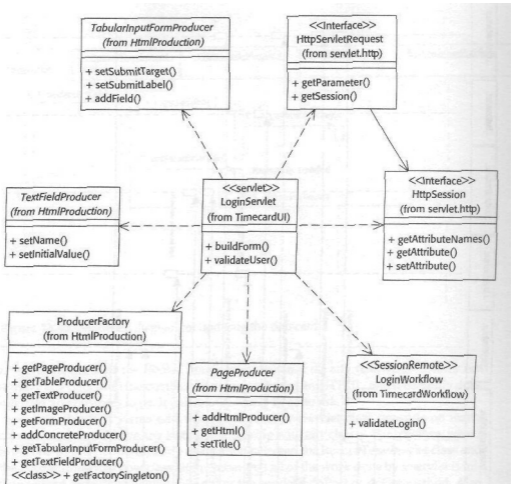 TabularInputFormProducer
(from HtmlProduction)
+ setSubmitTarget()
+ setSubmitLabel()
+ addField()
<<Interface>>
HttpServletRequest
(from servlet.http)
+ getParameter()
+ getSession()
TextFieldProducer
(from HtmlProduction)
+ setName()
+ setInitialValue()
<<servlet>>
LoginServlet
(from TimecardUI)
+ buildForm()
+ validateUser()
<<Interface>>
HttpSession
(from servlet.http)
+ getAttributeNames()
+ getAttribute()
+ setAttribute()
ProducerFactory
(from HtmlProduction)
+ getPageProducer()
+ getTableProducer()
+ getTextProducer()
+ getImageProducer()
+ getFormProducer()
+ addConcreteProducer()
+ getTabularInputFormProducer()
+ getTextFieldProducer()
<<class>> + getFactorySingleton()
PageProducer
(from HtmlProduction)
+ addHtmlProducer()
+ getHtml()
+ setTitle()
<<SessionRemote>>
LoginWorkflow
(from TimecardWorkflow)
+ validateLogin()